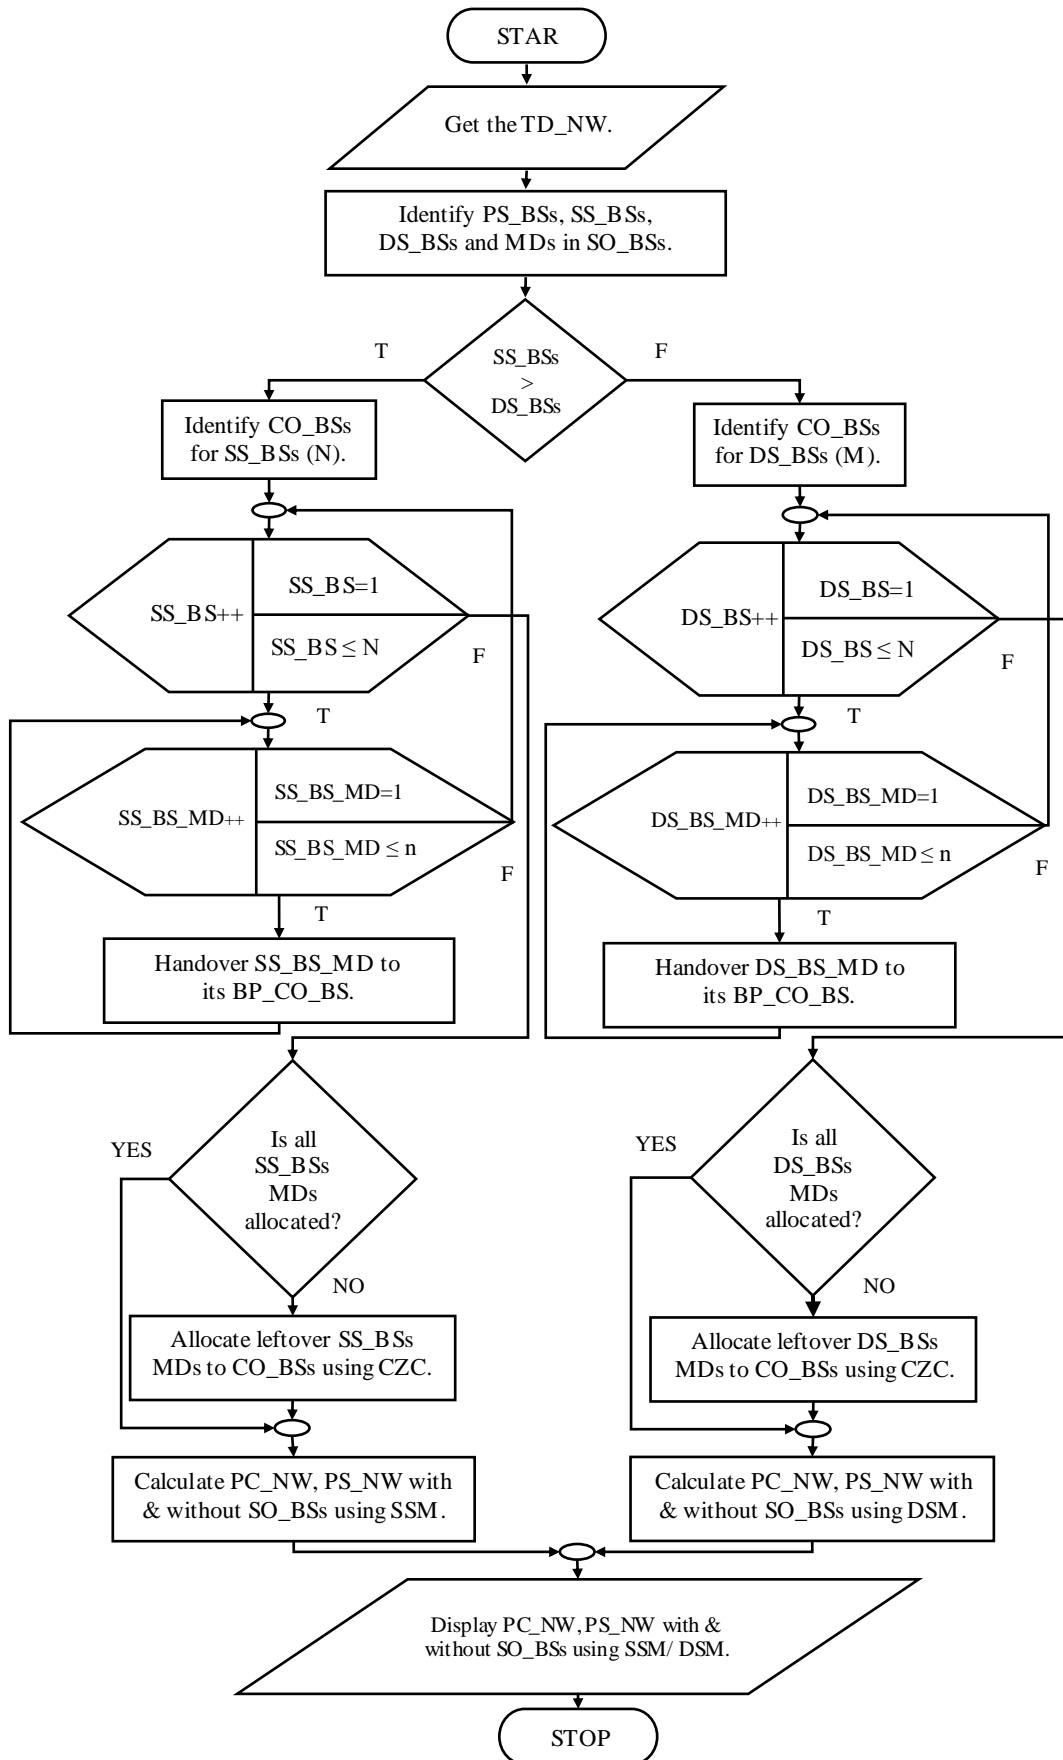 STAR
Get the TD_NW.
Identify PS_BSs, SS_BSs,
DS_BSs and MDs in SO_BSs.
T
SS_BSs
>
DS_BSs
F
Identify CO_BSs
for SS_BSs (N).
SS_BS++
SS_BS=1
SS_BS ≤ N
F
T
SS_BS_MD++
SS_BS_MD=1
SS_BS_MD ≤ n
F
T
Handover SS_BS_MD to
its BP_CO_BS.
YES
Is all
SS_BSs
MDs
allocated?
NO
Allocate leftover SS_BSs
MDs to CO_BSs using CZC.
Calculate PC_NW, PS_NW with
& without SO_BSs using SSM.
Identify CO_BSs
for DS_BSs (M).
DS_BS++
DS_BS=1
DS_BS ≤ N
F
T
DS_BS_MD++
DS_BS_MD=1
DS_BS_MD ≤ n
F
T
Handover DS_BS_MD to
its BP_CO_BS.
YES
Is all
DS_BSs
MDs
allocated?
NO
Allocate leftover DS_BSs
MDs to CO_BSs using CZC.
Calculate PC_NW, PS_NW with
& without SO_BSs using DSM.
Display PC_NW, PS_NW with &
without SO_BSs using SSM/ DSM.
STOP